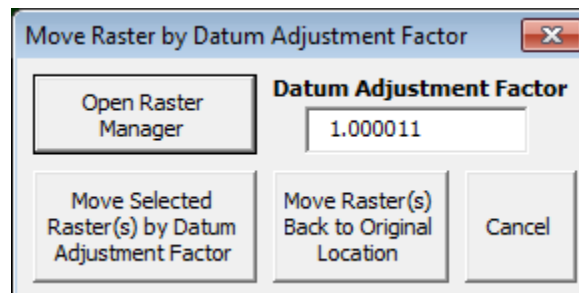 Move Raster by Datum Adjustment Factor
Open Raster
Manager
Datum Adjustment Factor
1.000011
Move Selected
Raster(s) by Datum
Adjustment Factor
Move Raster(s)
Back to Original
Location
Cancel